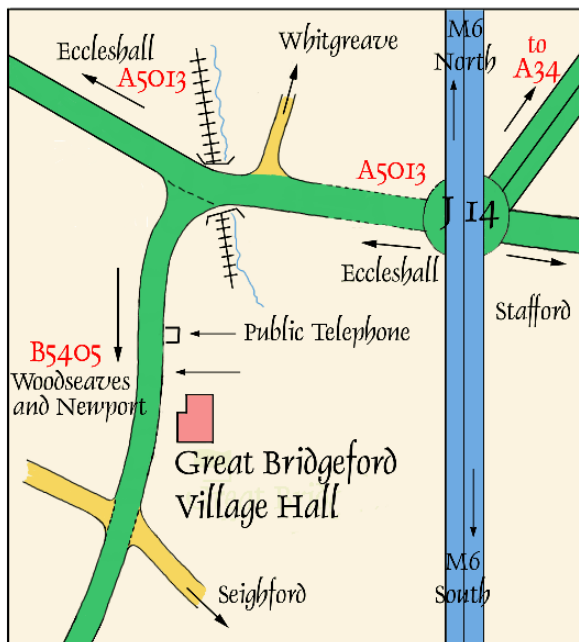 Eccleshall
A5013
Whitgreave
M6
North
to
A34
A5013
J 14
Eccleshall
Stafford
Public Telephone
B5405
Woodseaves
and Newport
Great Bridgeford
Village Hall
Seighford
M6
South